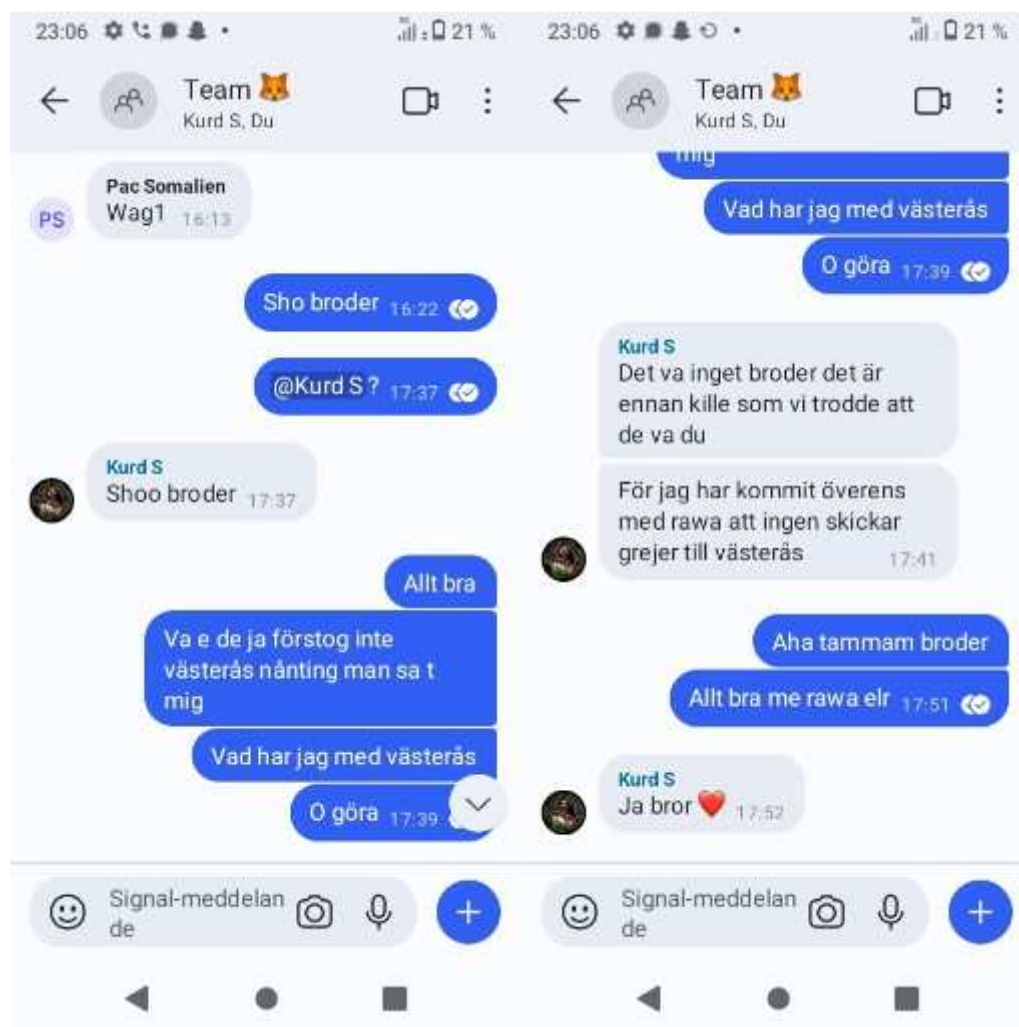 23:06
21 %
Team 🦊
Kurd S, Du
Pac Somalien
PS
Wag1 16:13
Sho broder 16:22
@Kurd S ? 17:37
Kurd S
Shoo broder 17:37
Allt bra
Va e de ja förstog inte
västerås nånting man sa t
mig
Vad har jag med västerås
O göra 17:39
Signal-meddelan
de
23:06
21 %
Team 🦊
Kurd S, Du
mig
Vad har jag med västerås
O göra 17:39
Kurd S
Det va inget broder det är
ennan kille som vi trodde att
de va du
För jag har kommit överens
med rawa att ingen skickar
grejer till västerås 17:41
Aha tammam broder
Allt bra me rawa elr 17:51
Kurd S
Ja bror ❤️ 17:52
Signal-meddelan
de